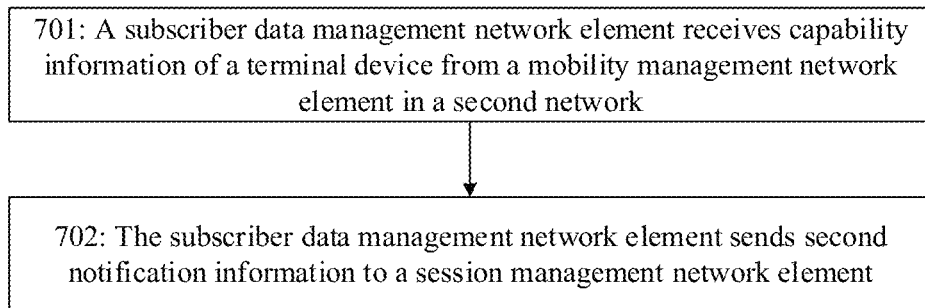 701: A subscriber data management network element receives capability
information of a terminal device from a mobility management network
element in a second network
702: The subscriber data management network element sends second
notification information to a session management network element